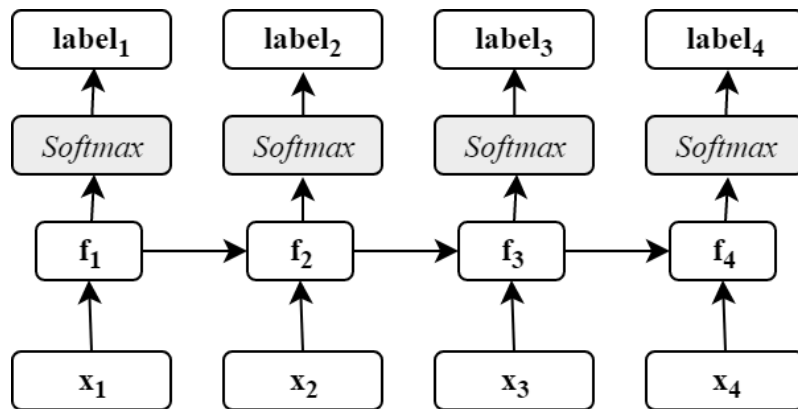 label₁ label₂ label₃ label₄
Softmax Softmax Softmax Softmax
f₁ f₂ f₃ f₄
x₁ x₂ x₃ x₄